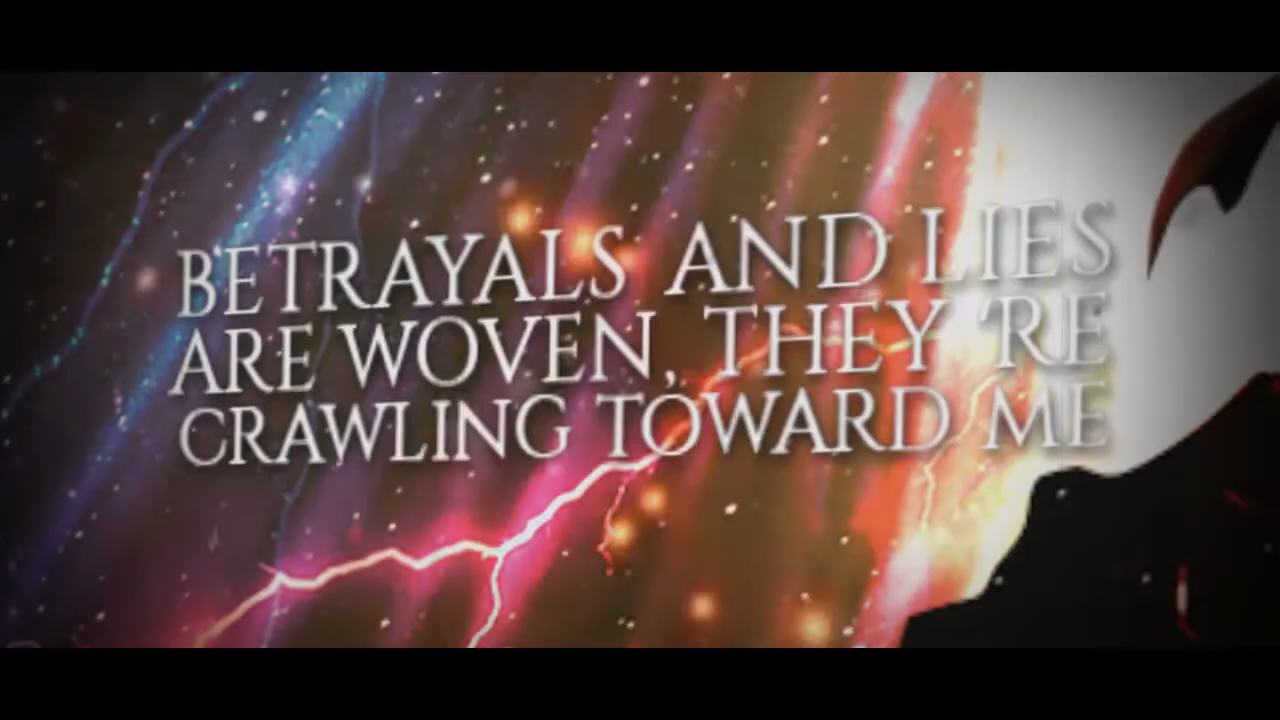 BETRAYALS AND LIES
ARE WOVEN, THEY 'RE
CRAWLING TOWARD ME